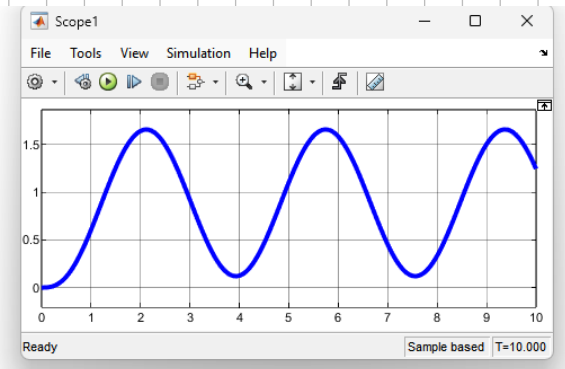 Scope1
File Tools View Simulation Help
1.5
1
0.5
0
0 1 2 3 4 5 6 7 8 9 10
Ready Sample based T=10.000